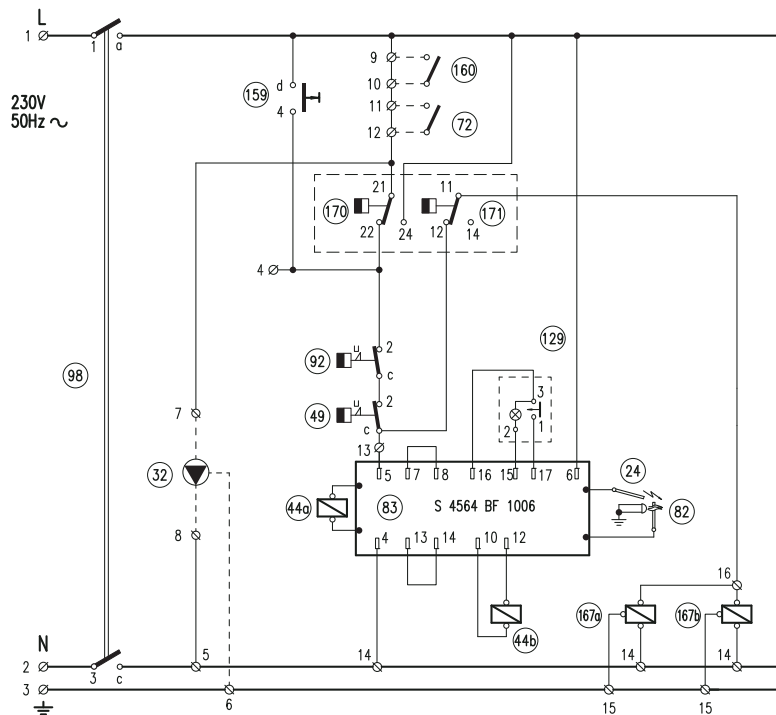 L
1 1 a
9
160
10
d
159
11
4
72
12
230V
50Hz
21 11
170 171
22 24 12 14
4
129
2
u
92
c
98
3
2
u
49
7
c
2 1
13
24
5 7 8 16 15 17 6
32
44a 83 S 4564 BF 1006
82
4 13 14 10 12
8
16
167a 167b
44b
N
2 3 c 5 14 14 14
3
6 15 15